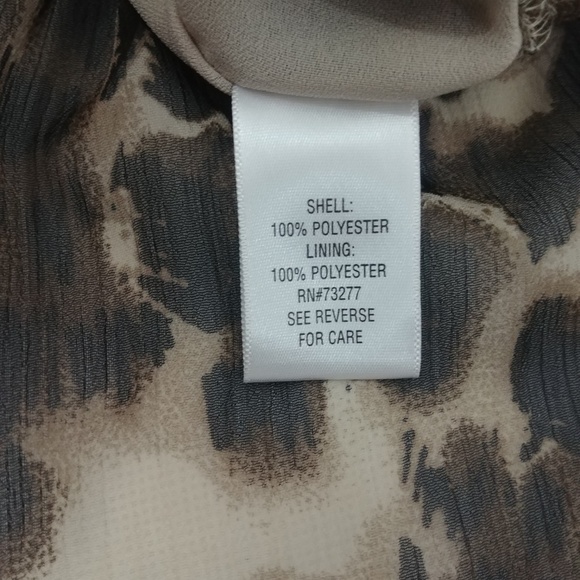 SHELL:
100% POLYESTER
LINING:
100% POLYESTER
RN#73277
SEE REVERSE
FOR CARE